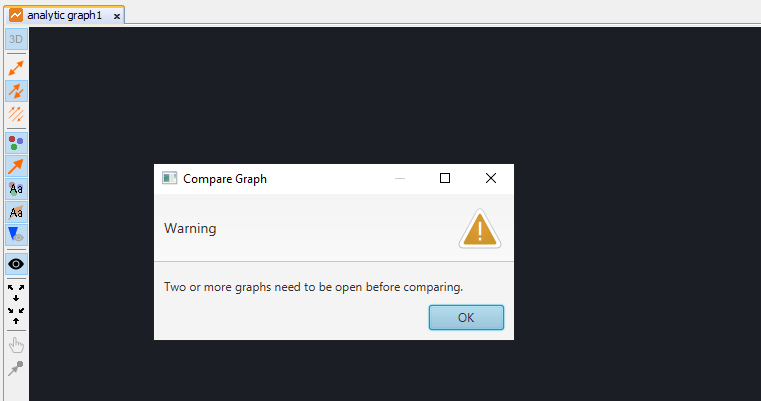 analytic graph1
3D
Compare Graph
Warning
Aa
Aa
Two or more graphs need to be open before comparing.
OK